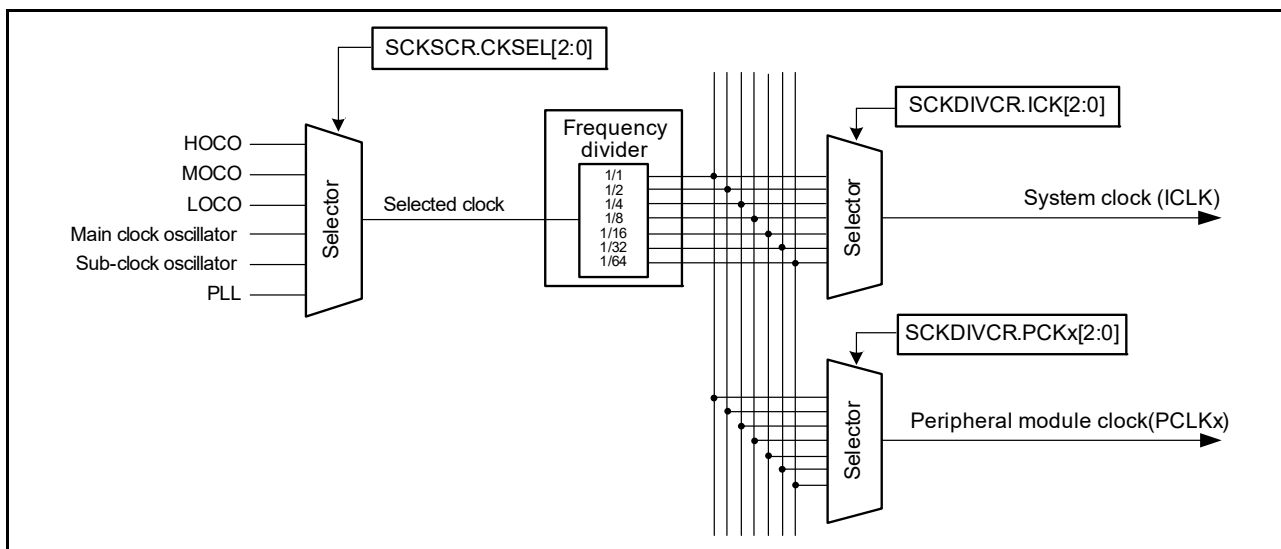 SCKSCR.CKSEL[2:0]
HOCO
MOCO
LOCO
Main clock oscillator
Sub-clock oscillator
PLL
Selector
Selected clock
Frequency
divider
1/1
1/2
1/4
1/8
1/16
1/32
1/64
SCKDIVCR.ICK[2:0]
Selector
System clock (ICLK)
SCKDIVCR.PCKx[2:0]
Selector
Peripheral module clock(PCLKx)